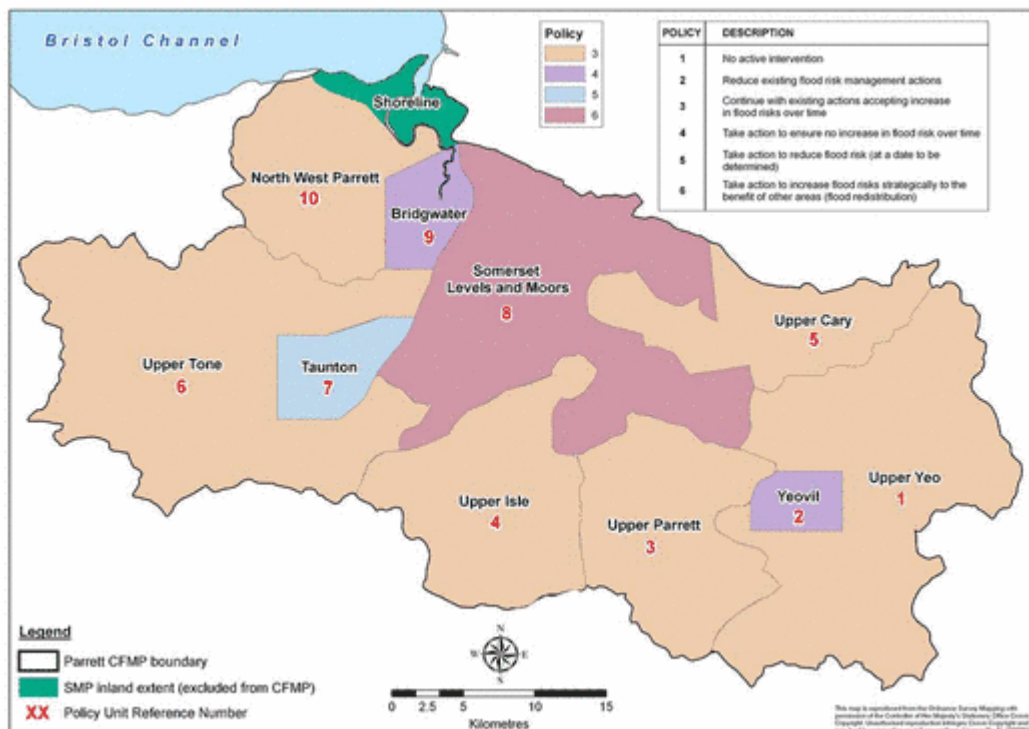 Bristol Channel
Shoreline
North West Parrett
10
Bridgwater
9
Somerset
Levels and Moors
8
Upper Cary
5
Upper Tone
6
Taunton
7
Upper Isle
4
Upper Parrett
3
Yeovil
2
Upper Yeo
1
Policy
3
4
5
6
POLICY DESCRIPTION
1 No active intervention
2 Reduce existing flood risk management actions
3 Continue with existing actions accepting increase
in flood risks over time
4 Take action to ensure no increase in flood risk over time
5 Take action to reduce flood risk (at a date to be
determined)
6 Take action to increase flood risks strategically to the
benefit of other areas (flood redistribution)
Legend
Parrett CFMP boundary
SMP inland extent (excluded from CFMP)
XX Policy Unit Reference Number
N
W E
S
0 2.5 5 10 15
Kilometres
This map is reproduced from the Ordnance Survey Mapping with
permission of the Controller of Her Majesty's Stationery Office Crown
Copyright. Unauthorised reproduction infringes Crown Copyright and